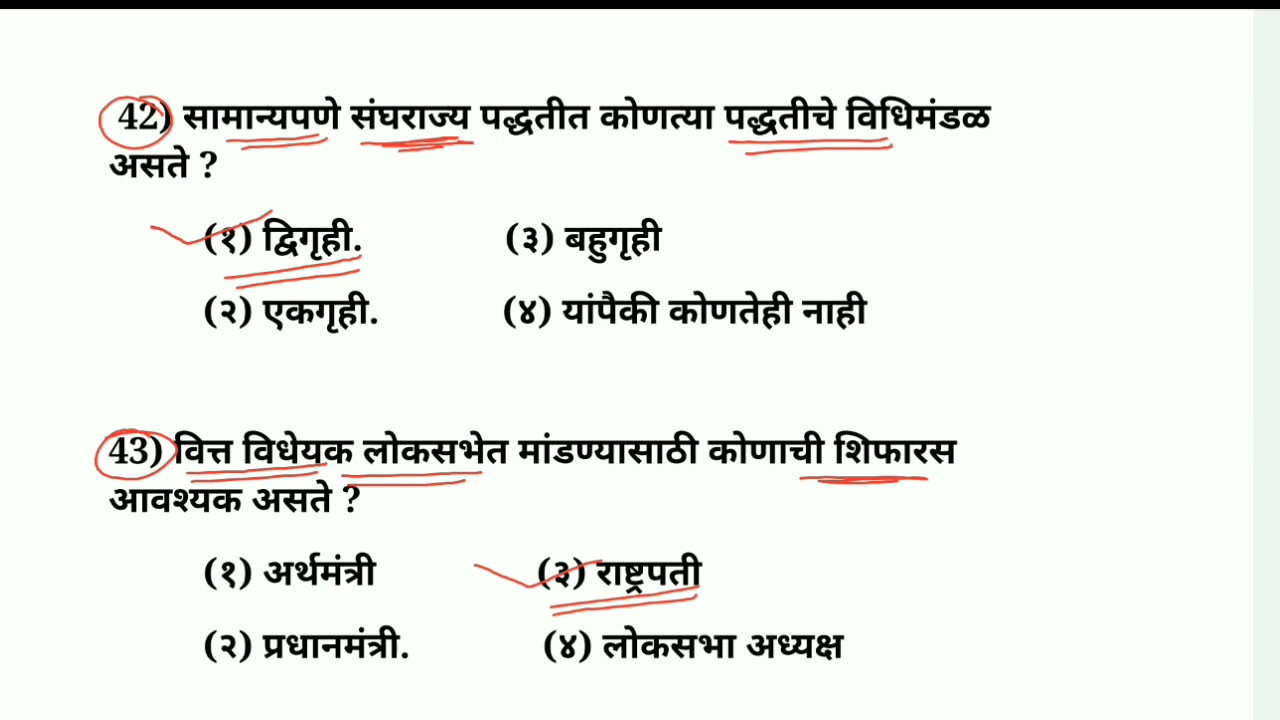 42) सामान्यपणे संघराज्य पद्धतीत कोणत्या पद्धतीचे विधिमंडळ
असते ?
(१) द्विगृही. (३) बहुगृही
(२) एकगृही. (४) यांपैकी कोणतेही नाही
43) वित्त विधेयक लोकसभेत मांडण्यासाठी कोणाची शिफारस
आवश्यक असते ?
(१) अर्थमंत्री (३) राष्ट्रपती
(२) प्रधानमंत्री. (४) लोकसभा अध्यक्ष